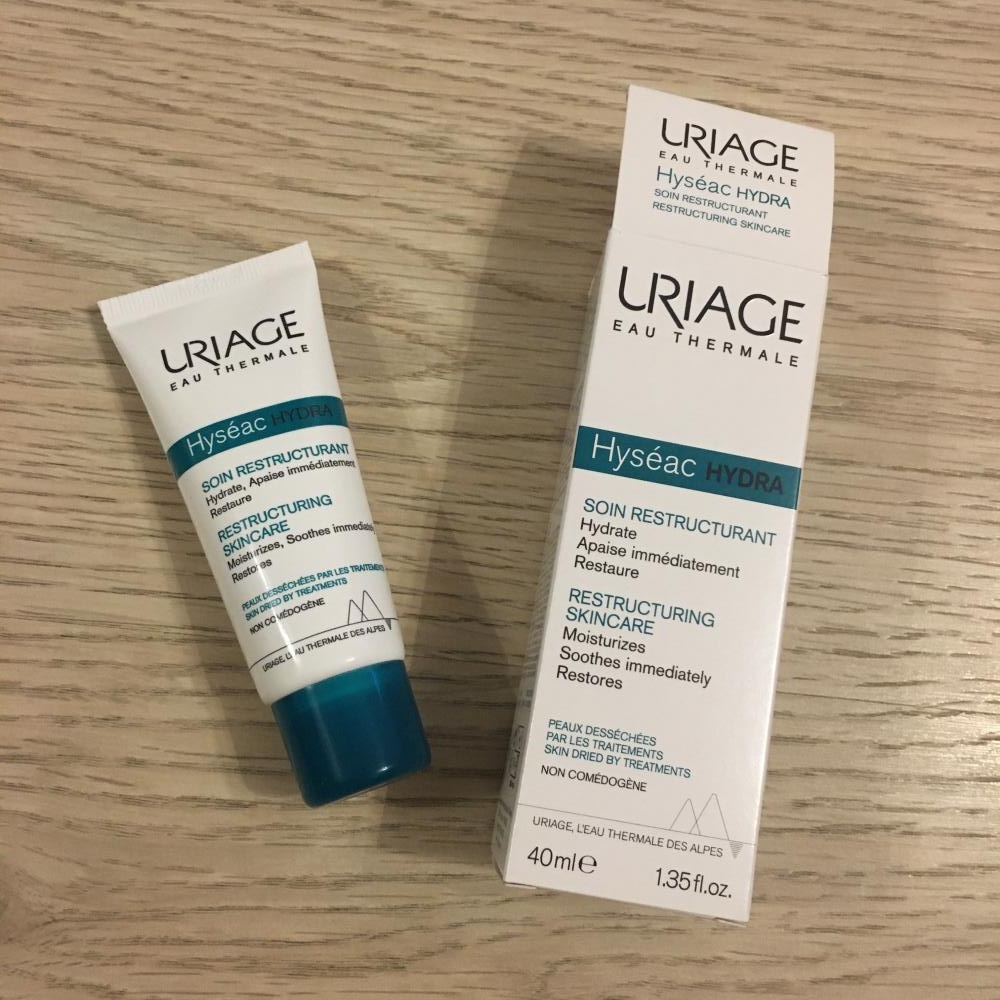 URIAGE
EAU THERMALE
Hyséac HYDRA
SOIN RESTRUCTURANT
Hydrate, Apaise immédiatement
Restaure
RESTRUCTURING
SKINCARE
Moisturizes, Soothes immediately
Restores
PEAUX DESSÉCHÉES PAR LES TRAITEMENTS
SKIN DRIED BY TREATMENTS
NON COMÉDOGÈNE
URIAGE, L'EAU THERMALE DES ALPES
URIAGE
EAU THERMALE
Hyséac HYDRA
SOIN RESTRUCTURANT
RESTRUCTURING SKINCARE
URIAGE
EAU THERMALE
Hyséac HYDRA
SOIN RESTRUCTURANT
Hydrate
Apaise immédiatement
Restaure
RESTRUCTURING
SKINCARE
Moisturizes
Soothes immediately
Restores
PEAUX DESSÉCHÉES
PAR LES TRAITEMENTS
SKIN DRIED BY TREATMENTS
NON COMÉDOGÈNE
URIAGE, L'EAU THERMALE DES ALPES
40ml℮ 1.35fl.oz.